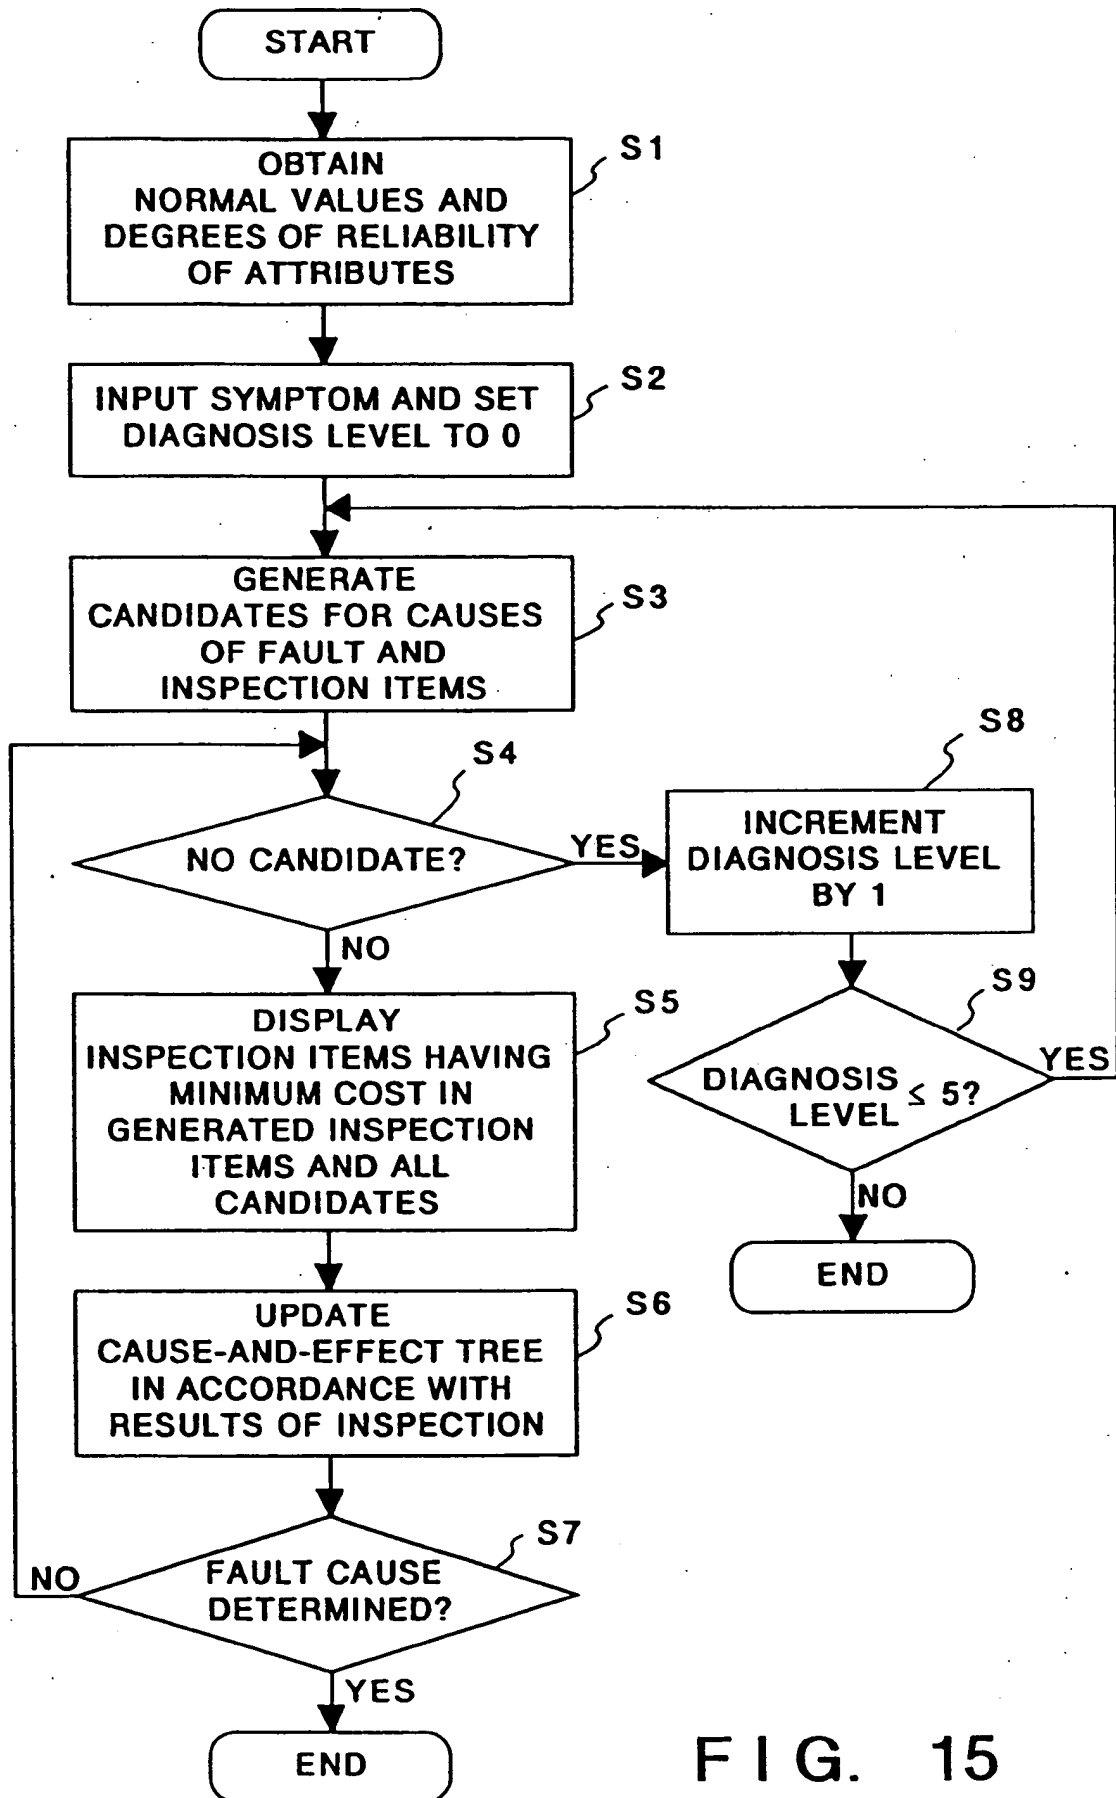 START
S1
OBTAIN
NORMAL VALUES AND
DEGREES OF RELIABILITY
OF ATTRIBUTES
S2
INPUT SYMPTOM AND SET
DIAGNOSIS LEVEL TO 0
S3
GENERATE
CANDIDATES FOR CAUSES
OF FAULT AND
INSPECTION ITEMS
S4
NO CANDIDATE?
YES
NO
S8
INCREMENT
DIAGNOSIS LEVEL
BY 1
S9
DIAGNOSIS
LEVEL ≤ 5?
YES
NO
END
S5
DISPLAY
INSPECTION ITEMS HAVING
MINIMUM COST IN
GENERATED INSPECTION
ITEMS AND ALL
CANDIDATES
S6
UPDATE
CAUSE-AND-EFFECT TREE
IN ACCORDANCE WITH
RESULTS OF INSPECTION
S7
FAULT CAUSE
DETERMINED?
NO
YES
END
FIG. 15